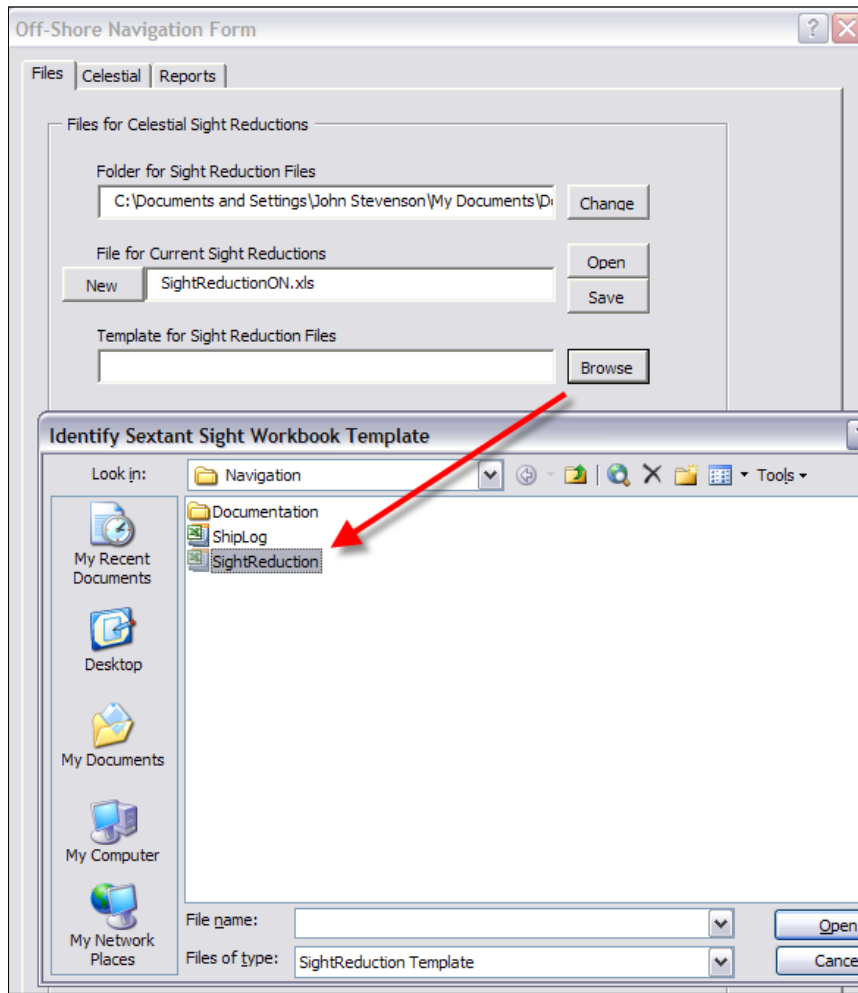 Off-Shore Navigation Form
?
Files Celestial Reports
Files for Celestial Sight Reductions
Folder for Sight Reduction Files
C:\Documents and Settings\John Stevenson\My Documents\D
Change
File for Current Sight Reductions
Open
New SightReductionON.xls
Save
Template for Sight Reduction Files
Browse
Identify Sextant Sight Workbook Template
Look in: Navigation Tools
Documentation
ShipLog
SightReduction
My Recent
Documents
Desktop
My Documents
My Computer
My Network
Places
File name: Open
Files of type: SightReduction Template Cance